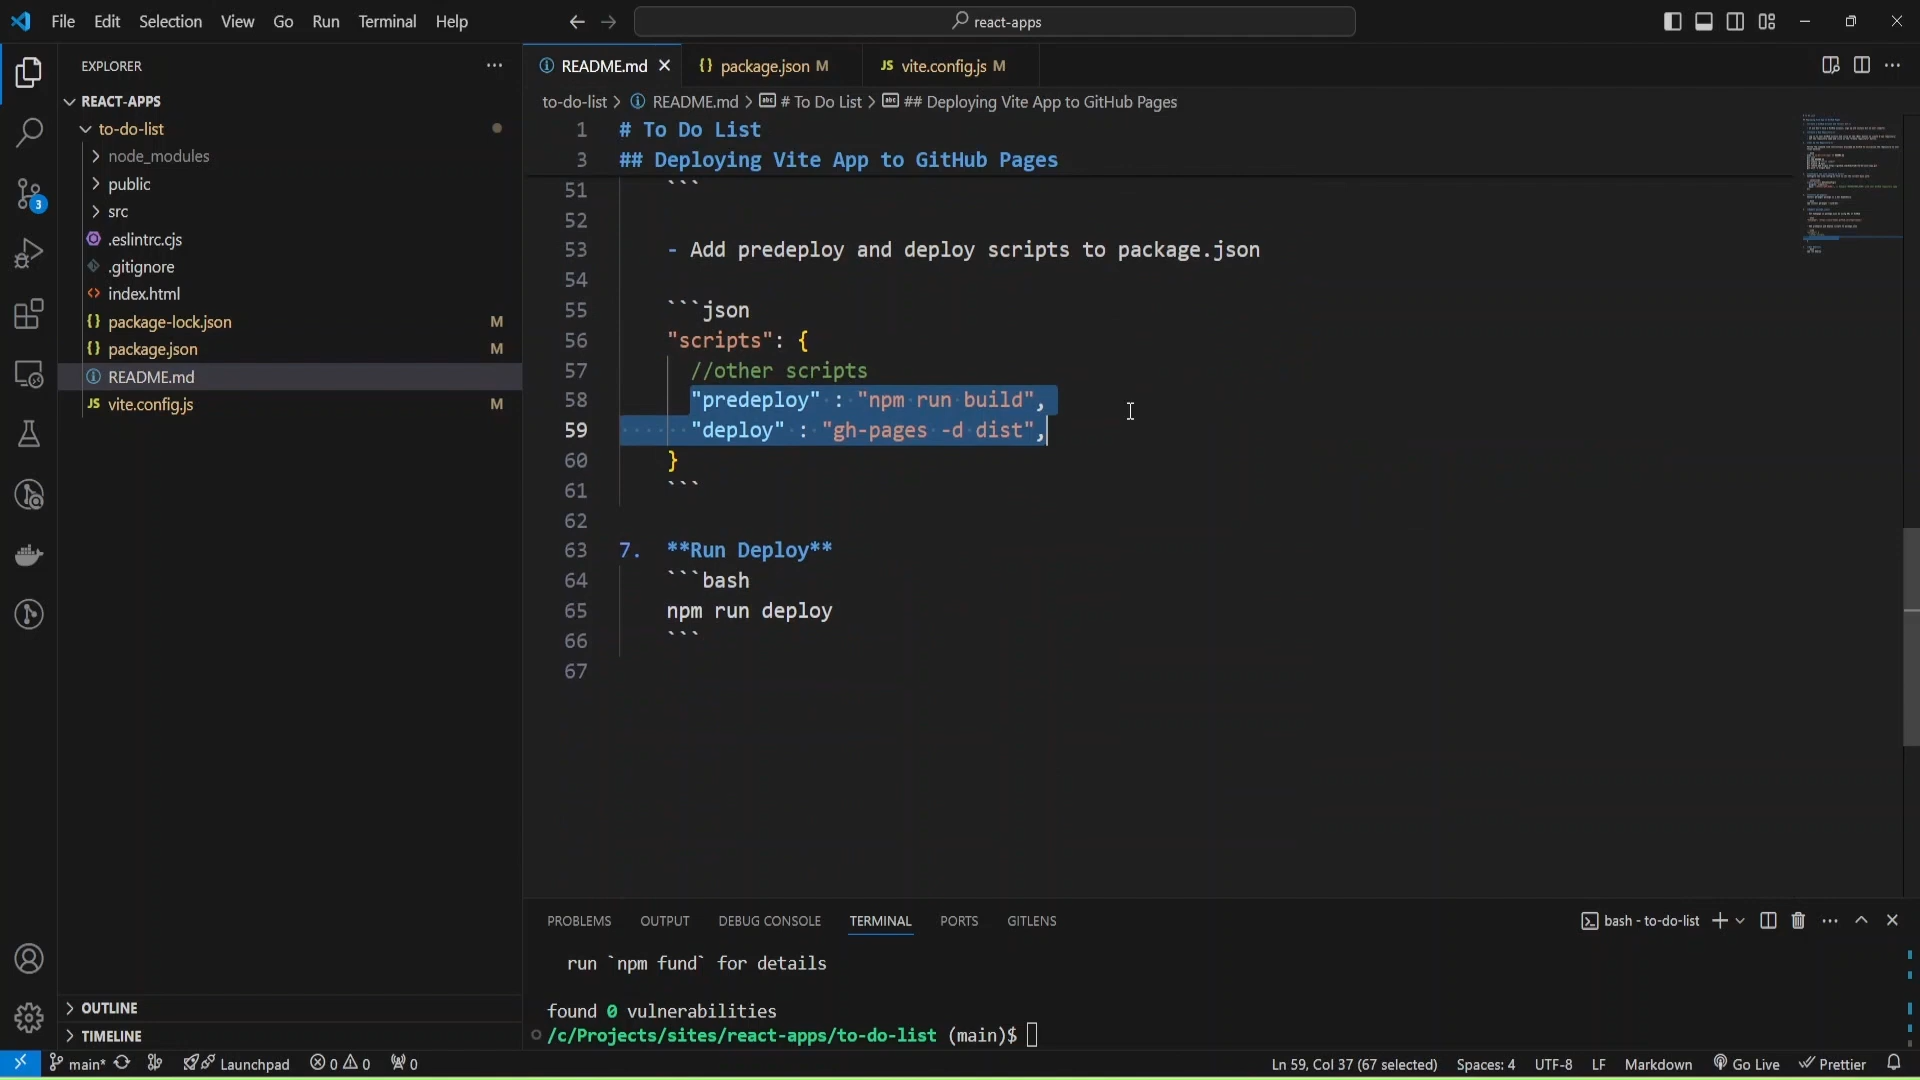 File Edit Selection View Go Run Terminal Help
react-apps
EXPLORER
REACT-APPS
to-do-list
node_modules
public
src
.eslintrc.cjs
.gitignore
index.html
package-lock.json M
package.json M
README.md
vite.config.js M
OUTLINE
TIMELINE
README.md package.json M vite.config.js M
to-do-list > README.md > # To Do List > ## Deploying Vite App to GitHub Pages
1 # To Do List
3 ## Deploying Vite App to GitHub Pages
51 ```
52
53 - Add predeploy and deploy scripts to package.json
54
55 ```json
56 "scripts": {
57 //other scripts
58 "predeploy" : "npm run build",
59 "deploy" : "gh-pages -d dist",
60 }
61 ```
62
63 7. **Run Deploy**
64 ```bash
65 npm run deploy
66 ```
67
PROBLEMS OUTPUT DEBUG CONSOLE TERMINAL PORTS GITLENS
bash - to-do-list
run `npm fund` for details
found 0 vulnerabilities
/c/Projects/sites/react-apps/to-do-list (main)$
3
main* Launchpad 0 0 0
Ln 59, Col 37 (67 selected) Spaces: 4 UTF-8 LF Markdown Go Live Prettier